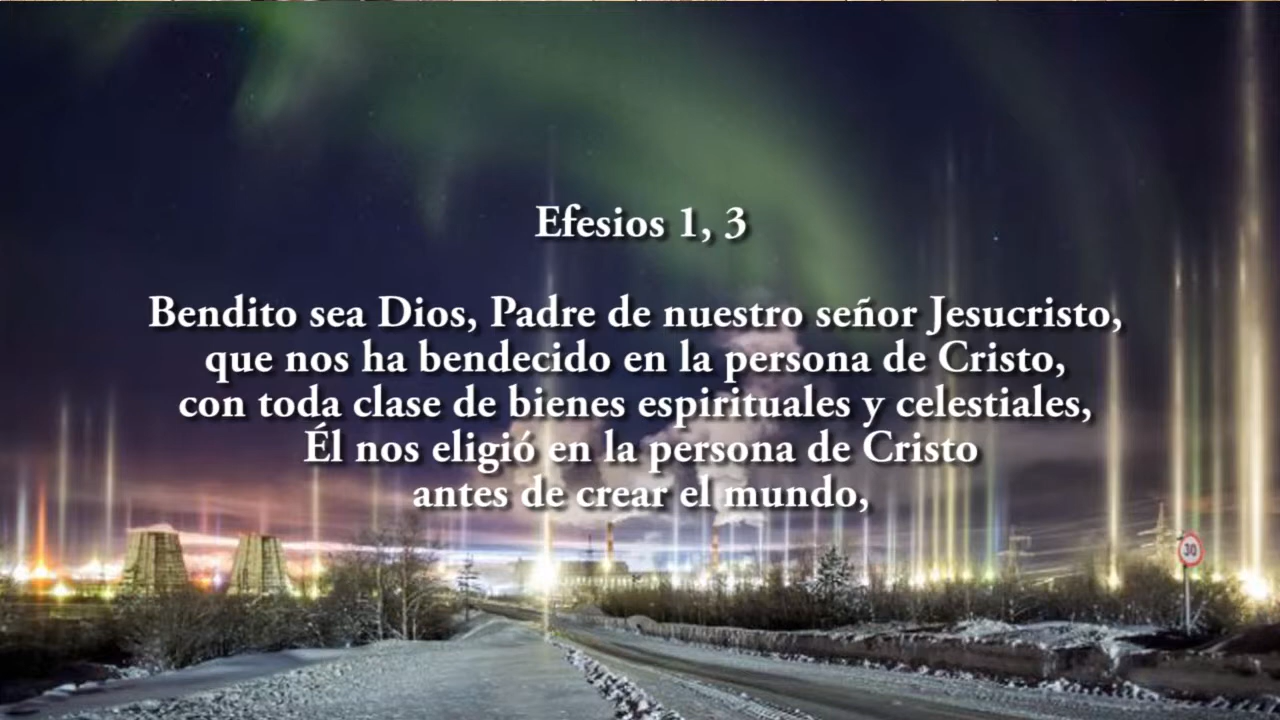 Efesios 1, 3
Bendito sea Dios, Padre de nuestro señor Jesucristo,
que nos ha bendecido en la persona de Cristo,
con toda clase de bienes espirituales y celestiales,
Él nos eligió en la persona de Cristo
antes de crear el mundo,
30